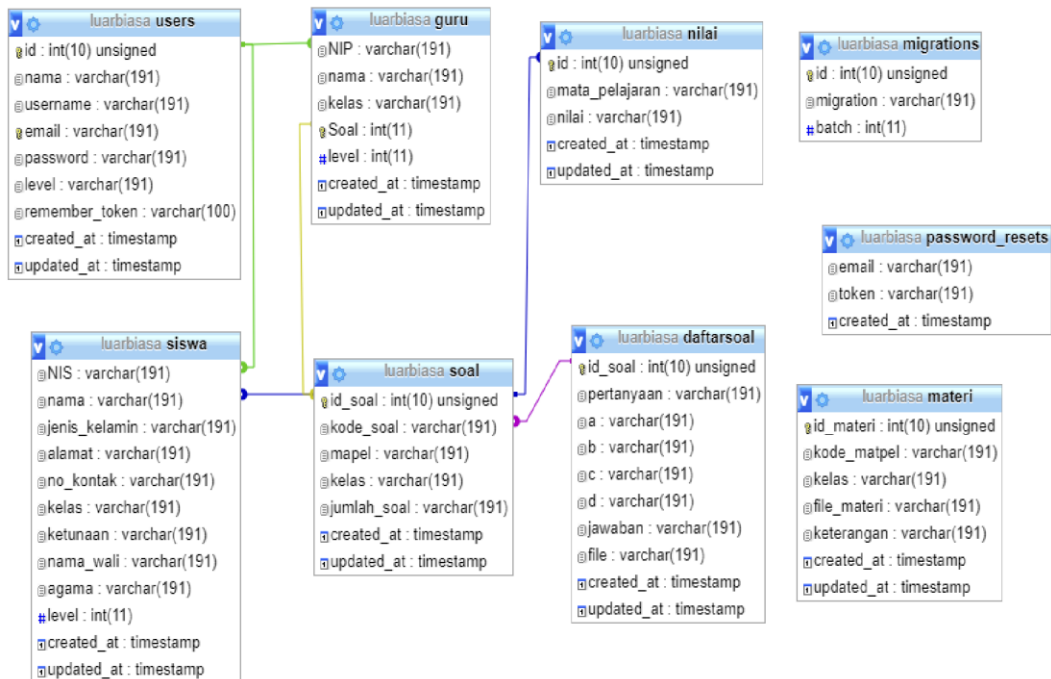 luarbiasa users
id : int(10) unsigned
nama : varchar(191)
username : varchar(191)
email : varchar(191)
password : varchar(191)
level : varchar(191)
remember_token : varchar(100)
created_at : timestamp
updated_at : timestamp
luarbiasa guru
NIP : varchar(191)
nama : varchar(191)
kelas : varchar(191)
Soal : int(11)
level : int(11)
created_at : timestamp
updated_at : timestamp
luarbiasa nilai
id : int(10) unsigned
mata_pelajaran : varchar(191)
nilai : varchar(191)
created_at : timestamp
updated_at : timestamp
luarbiasa migrations
id : int(10) unsigned
migration : varchar(191)
batch : int(11)
luarbiasa password_resets
email : varchar(191)
token : varchar(191)
created_at : timestamp
luarbiasa siswa
NIS : varchar(191)
nama : varchar(191)
jenis_kelamin : varchar(191)
alamat : varchar(191)
no_kontak : varchar(191)
kelas : varchar(191)
ketunaan : varchar(191)
nama_wali : varchar(191)
agama : varchar(191)
level : int(11)
created_at : timestamp
updated_at : timestamp
luarbiasa soal
id_soal : int(10) unsigned
kode_soal : varchar(191)
mapel : varchar(191)
kelas : varchar(191)
jumlah_soal : varchar(191)
created_at : timestamp
updated_at : timestamp
luarbiasa daftarsoal
id_soal : int(10) unsigned
pertanyaan : varchar(191)
a : varchar(191)
b : varchar(191)
c : varchar(191)
d : varchar(191)
jawaban : varchar(191)
file : varchar(191)
created_at : timestamp
updated_at : timestamp
luarbiasa materi
id_materi : int(10) unsigned
kode_matpel : varchar(191)
kelas : varchar(191)
file_materi : varchar(191)
keterangan : varchar(191)
created_at : timestamp
updated_at : timestamp